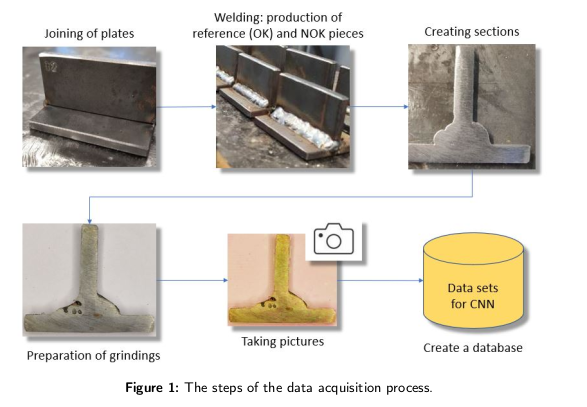 Joining of plates
Welding: production of
reference (OK) and NOK pieces
Creating sections
Preparation of grindings
Taking pictures
Data sets
for CNN
Create a database
Figure 1: The steps of the data acquisition process.